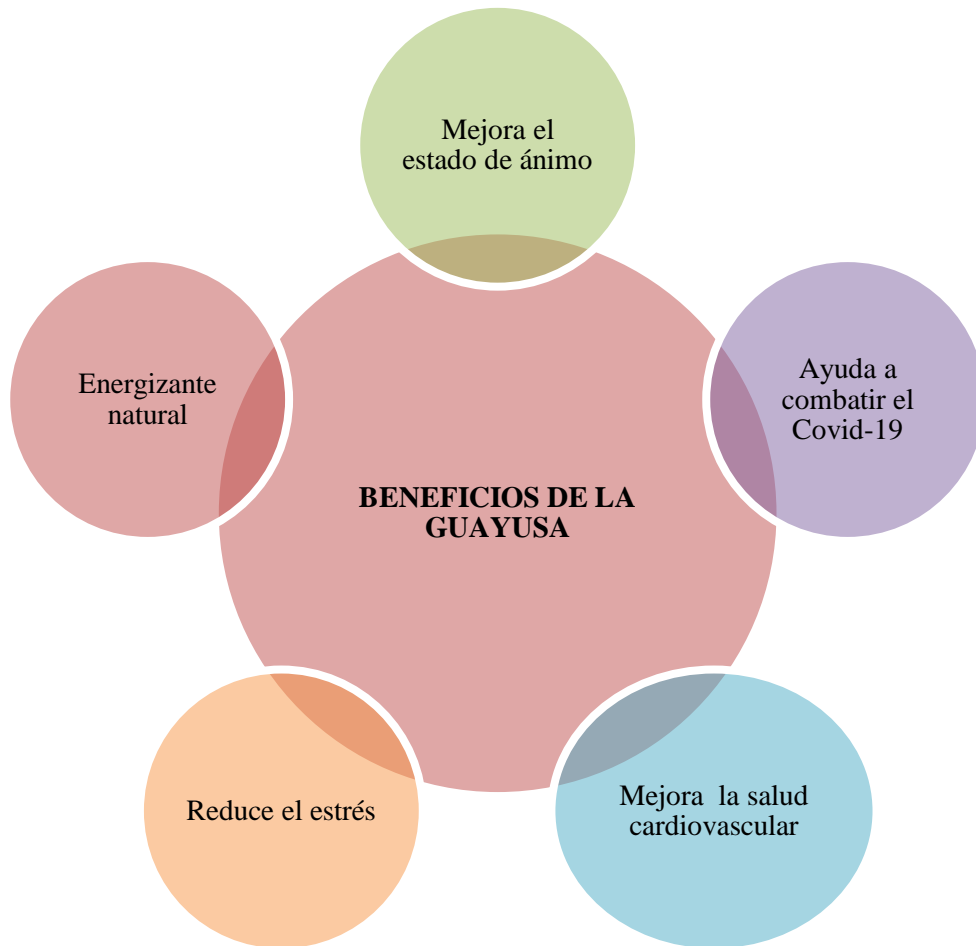 Mejora el
estado de ánimo
Energizante
natural
Ayuda a
combatir el
Covid-19
BENEFICIOS DE LA
GUAYUSA
Reduce el estrés
Mejora  la salud
cardiovascular